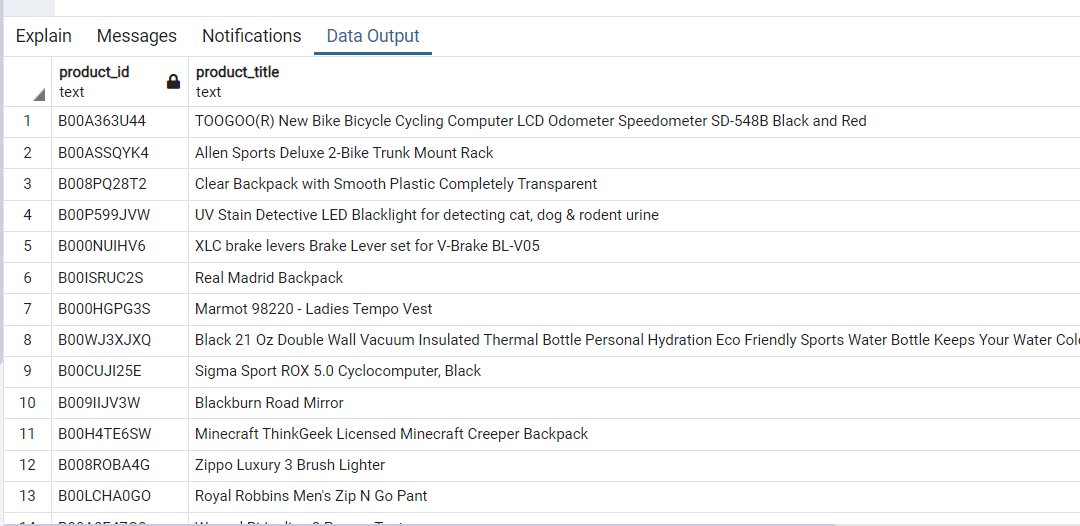 Explain Messages Notifications Data Output
product_id product_title
text text
1 B00A363U44 TOOGOO(R) New Bike Bicycle Cycling Computer LCD Odometer Speedometer SD-548B Black and Red
2 B00ASSQYK4 Allen Sports Deluxe 2-Bike Trunk Mount Rack
3 B008PQ28T2 Clear Backpack with Smooth Plastic Completely Transparent
4 B00P599JVW UV Stain Detective LED Blacklight for detecting cat, dog & rodent urine
5 B000NUIHV6 XLC brake levers Brake Lever set for V-Brake BL-V05
6 B00ISRUC2S Real Madrid Backpack
7 B000HGPG3S Marmot 98220 - Ladies Tempo Vest
8 B00WJ3XJXQ Black 21 Oz Double Wall Vacuum Insulated Thermal Bottle Personal Hydration Eco Friendly Sports Water Bottle Keeps Your Water
9 B00CUJI25E Sigma Sport ROX 5.0 Cyclocomputer, Black
10 B009IIJV3W Blackburn Road Mirror
11 B00H4TE6SW Minecraft ThinkGeek Licensed Minecraft Creeper Backpack
12 B008ROBA4G Zippo Luxury 3 Brush Lighter
13 B00LCHA0GO Royal Robbins Men's Zip N Go Pant